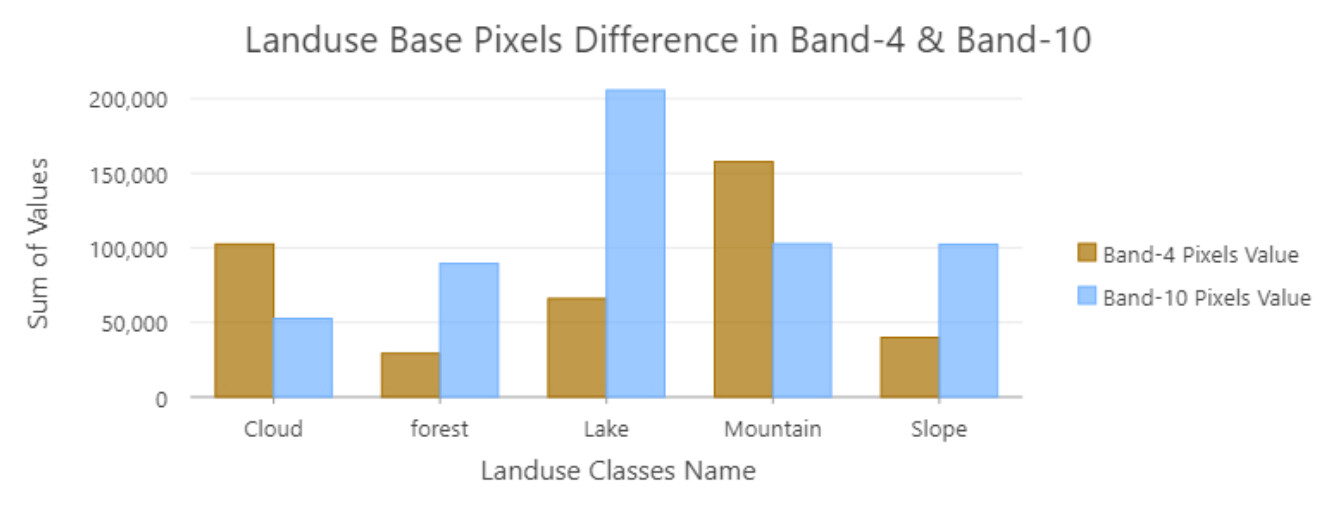 Landuse Base Pixels Difference in Band-4 & Band-10
Sum of Values
200,000
150,000
100,000
50,000
0
Cloud forest Lake Mountain Slope
Landuse Classes Name
Band-4 Pixels Value
Band-10 Pixels Value